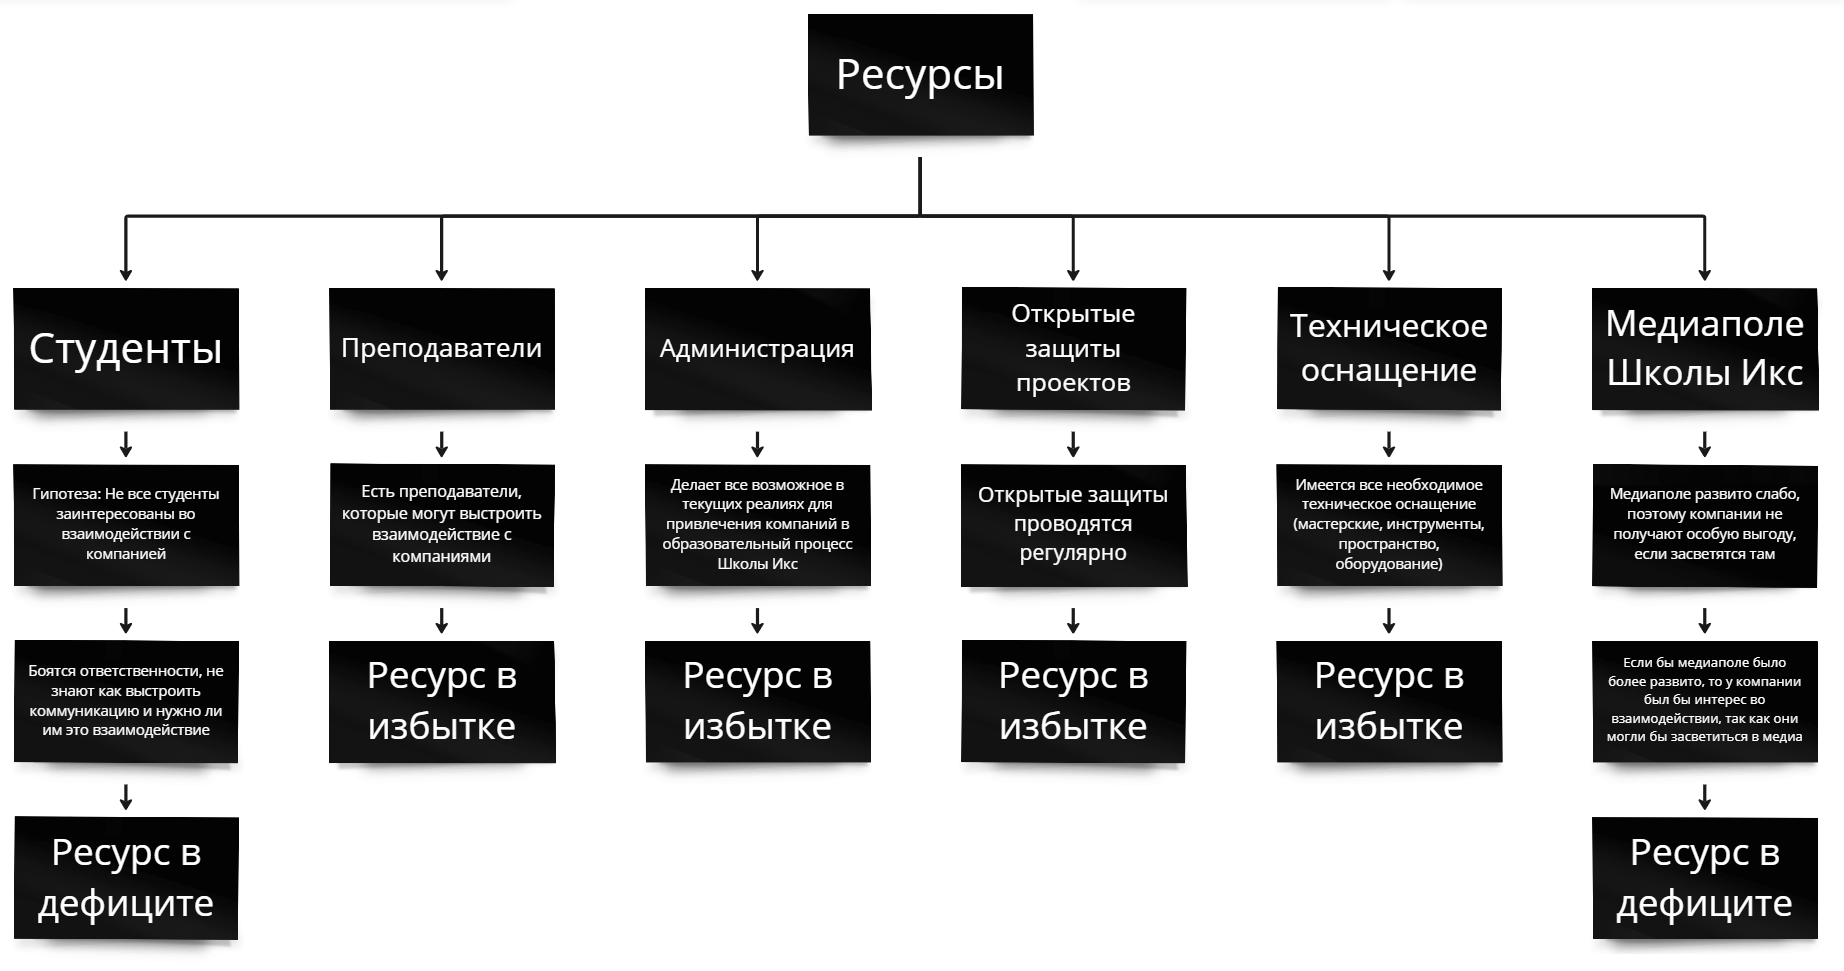 Ресурсы
Студенты
Преподаватели
Администрация
Открытые
защиты
проектов
Техническое
оснащение
Медиаполе
Школы Икс
Гипотеза: Не все студенты
заинтересованы во
взаимодействии с
компанией
Есть преподаватели,
которые могут выстроить
взаимодействие с
компаниями
Делает все возможное в
текущих реалиях для
привлечения компаний в
образовательный процесс
Школы Икс
Открытые защиты
проводятся
регулярно
Имеется все необходимое
техническое оснащение
(мастерские, инструменты,
пространство,
оборудование)
Медиаполе развито слабо,
поэтому компании не
получают особую выгоду,
если засветятся там
Боятся ответственности, не
знают как выстроить
коммуникацию и нужно ли
им это взаимодействие
Ресурс в
избытке
Ресурс в
избытке
Ресурс в
избытке
Ресурс в
избытке
Если бы медиаполе было
более развито, то у компании
был бы интерес во
взаимодействии, так как они
могли бы засветиться в медиа
Ресурс в
дефиците
Ресурс в
дефиците